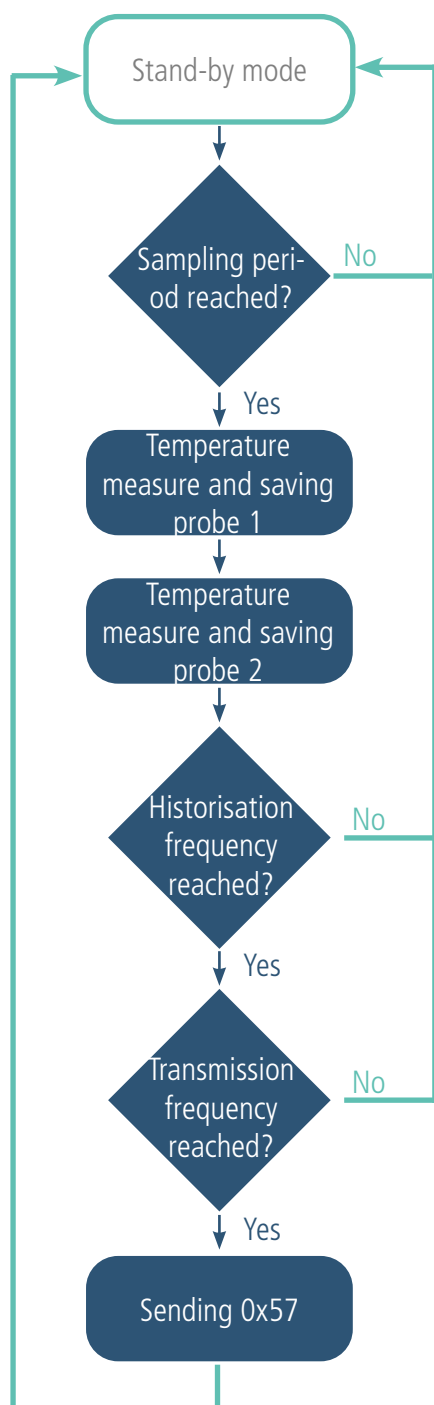 Stand-by mode
Sampling peri-
od reached?
No
Yes
Temperature
measure and saving
probe 1
Temperature
measure and saving
probe 2
Historisation
frequency
reached?
No
Yes
Transmission
frequency
reached?
No
Yes
Sending 0x57